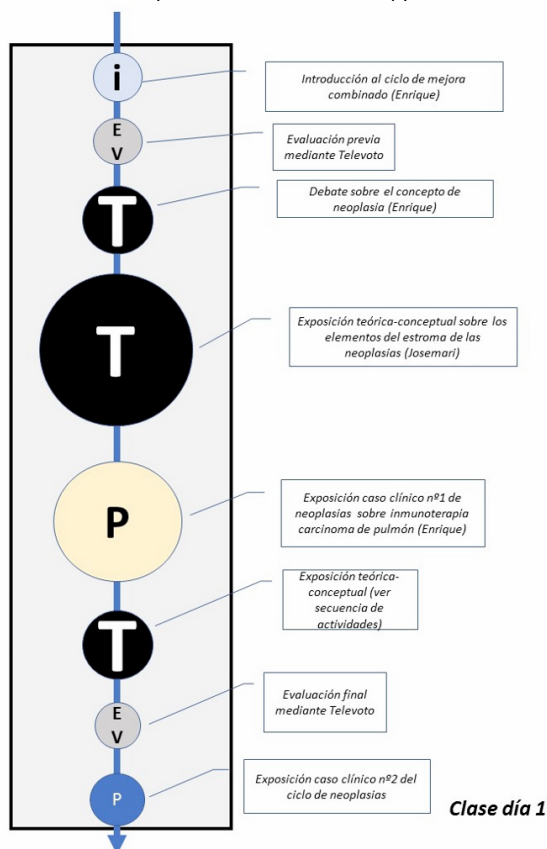 i
Introducción al ciclo de mejora
combinado (Enrique)
E
V
Evaluación previa
mediante Televoto
T
Debate sobre el concepto de
neoplasia (Enrique)
T
Exposición teórica-conceptual sobre los
elementos del estroma de las
neoplasias (Josemari)
P
Exposición caso clínico nº1 de
neoplasias sobre inmunoterapia
carcinoma de pulmón (Enrique)
T
Exposición teórica-
conceptual (ver
secuencia de
actividades)
E
V
Evaluación final
mediante Televoto
P
Exposición caso clínico nº2 del
ciclo de neoplasias
Clase día 1